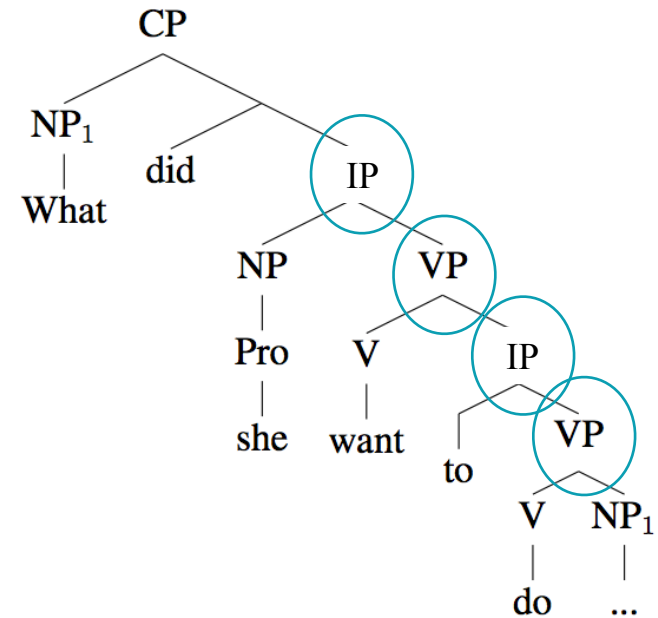 CP
NP₁
did
IP
What
NP
VP
Pro
V
IP
she
want
to
VP
V
NP₁
do
...